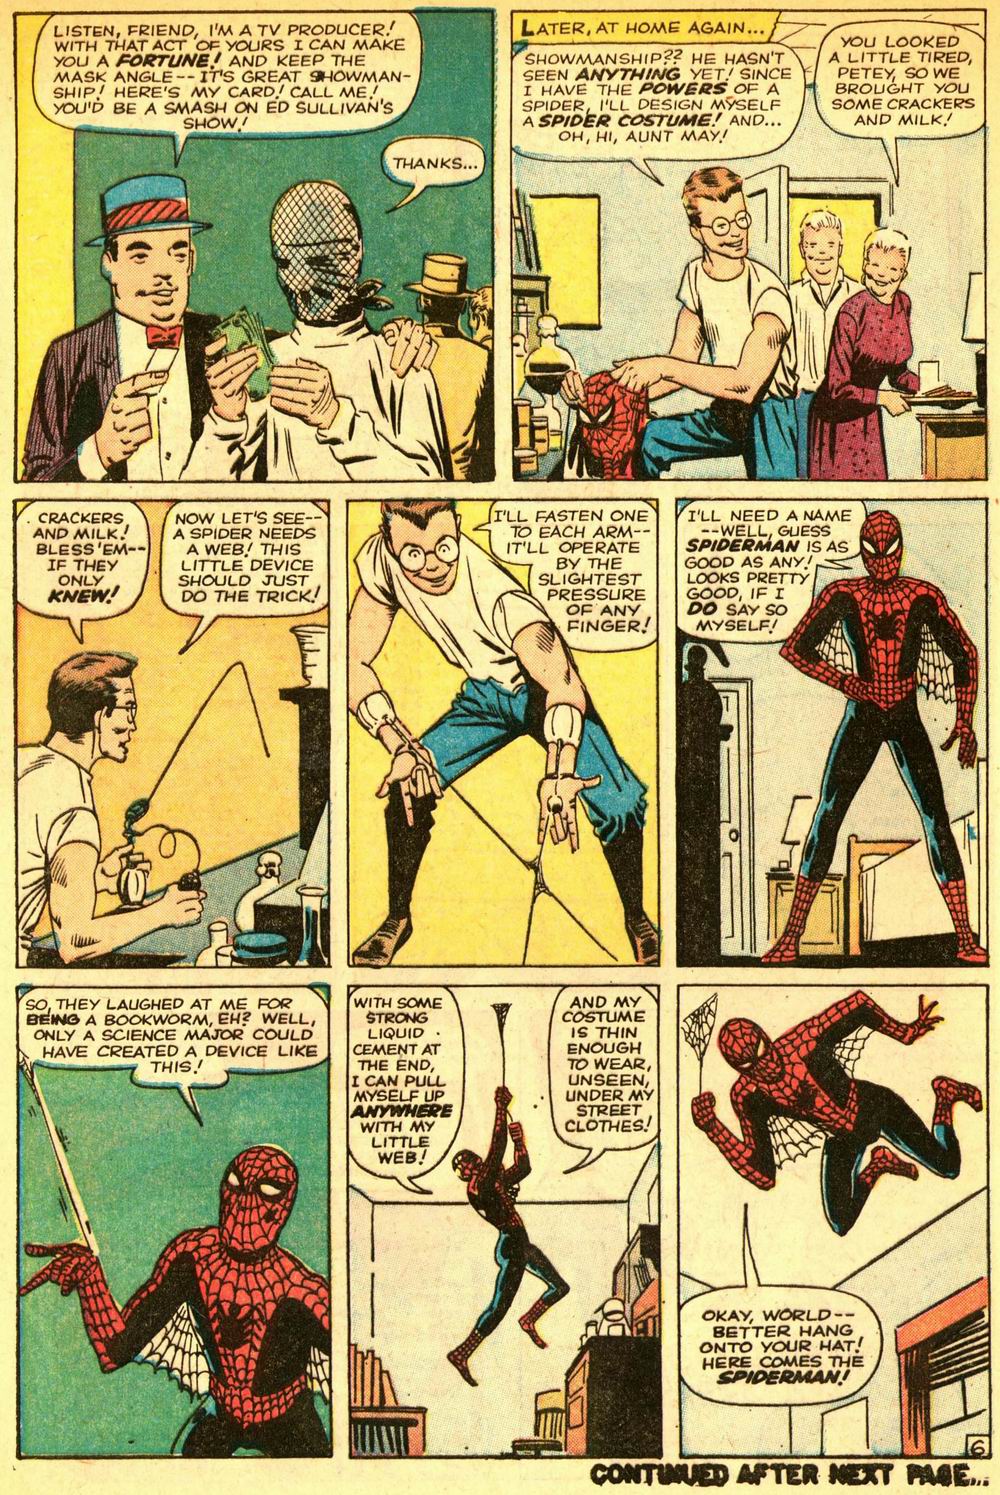 LISTEN, FRIEND, I'M A TV PRODUCER!
WITH THAT ACT OF YOURS I CAN MAKE
YOU A FORTUNE! AND KEEP THE
MASK ANGLE--IT'S GREAT SHOWMAN-
SHIP! HERE'S MY CARD! CALL ME!
YOU'D BE A SMASH ON ED SULLIVAN'S
SHOW!
THANKS...
LATER, AT HOME AGAIN...
SHOWMANSHIP?? HE HASN'T
SEEN ANYTHING YET! SINCE
I HAVE THE POWERS OF A
SPIDER, I'LL DESIGN MYSELF
A SPIDER COSTUME! AND...
OH, HI, AUNT MAY!
YOU LOOKED
A LITTLE TIRED,
PETEY, SO WE
BROUGHT YOU
SOME CRACKERS
AND MILK!
CRACKERS
AND MILK!
BLESS 'EM--
IF THEY
ONLY
KNEW!
NOW LET'S SEE--
A SPIDER NEEDS
A WEB! THIS
LITTLE DEVICE
SHOULD JUST
DO THE TRICK!
I'LL FASTEN ONE
TO EACH ARM--
IT'LL OPERATE
BY THE
SLIGHTEST
PRESSURE
OF ANY
FINGER!
I'LL NEED A NAME
--WELL, GUESS
SPIDERMAN IS AS
GOOD AS ANY!
LOOKS PRETTY
GOOD, IF I
DO SAY SO
MYSELF!
SO, THEY LAUGHED AT ME FOR
BEING A BOOKWORM, EH? WELL,
ONLY A SCIENCE MAJOR COULD
HAVE CREATED A DEVICE LIKE
THIS!
WITH SOME
STRONG
LIQUID
CEMENT AT
THE END,
I CAN PULL
MYSELF UP
ANYWHERE
WITH MY
LITTLE
WEB!
AND MY
COSTUME
IS THIN
ENOUGH
TO WEAR,
UNSEEN,
UNDER MY
STREET
CLOTHES!
OKAY, WORLD--
BETTER HANG
ONTO YOUR HAT!
HERE COMES THE
SPIDERMAN!
6
CONTINUED AFTER NEXT PAGE...